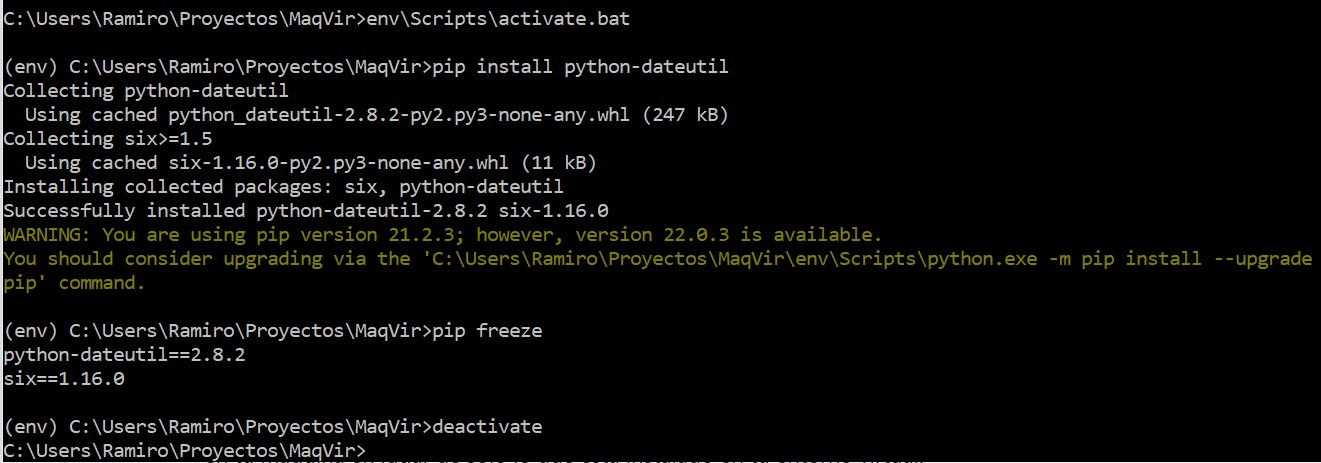 C:\Users\Ramiro\Proyectos\MaqVir>env\Scripts\activate.bat
(env) C:\Users\Ramiro\Proyectos\MaqVir>pip install python-dateutil
Collecting python-dateutil
  Using cached python_dateutil-2.8.2-py2.py3-none-any.whl (247 kB)
Collecting six>=1.5
  Using cached six-1.16.0-py2.py3-none-any.whl (11 kB)
Installing collected packages: six, python-dateutil
Successfully installed python-dateutil-2.8.2 six-1.16.0
WARNING: You are using pip version 21.2.3; however, version 22.0.3 is available.
You should consider upgrading via the 'C:\Users\Ramiro\Proyectos\MaqVir\env\Scripts\python.exe -m pip install --upgrade
pip' command.
(env) C:\Users\Ramiro\Proyectos\MaqVir>pip freeze
python-dateutil==2.8.2
six==1.16.0
(env) C:\Users\Ramiro\Proyectos\MaqVir>deactivate
C:\Users\Ramiro\Proyectos\MaqVir>